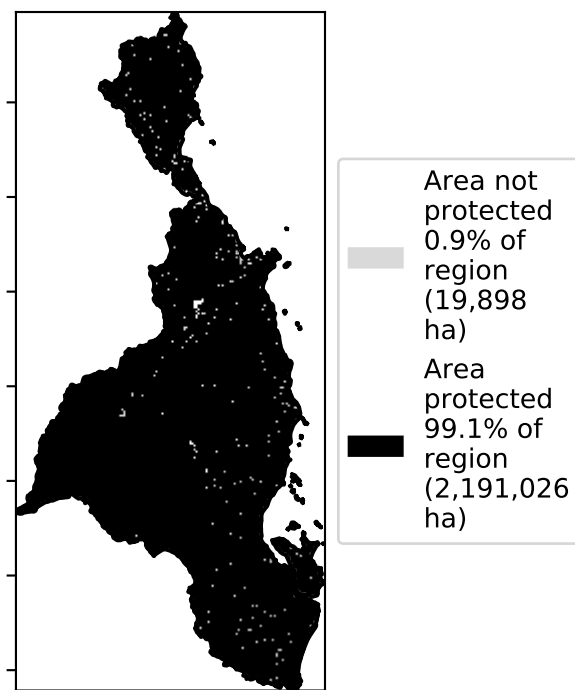 Area not
protected
0.9% of
region
(19,898
ha)
Area
protected
99.1% of
region
(2,191,026
ha)